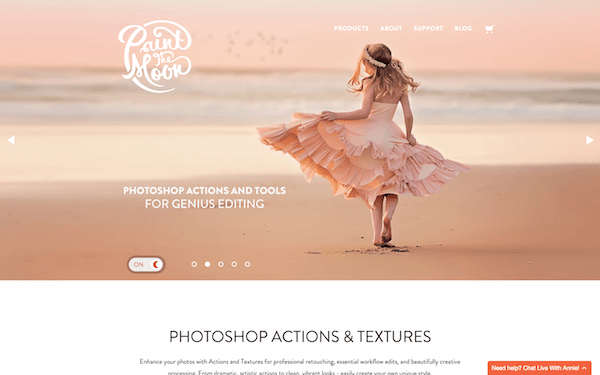 Paint
the
Moon
PRODUCTS ABOUT SUPPORT BLOG
PHOTOSHOP ACTIONS AND TOOLS
FOR GENIUS EDITING
ON
PHOTOSHOP ACTIONS & TEXTURES
Enhance your photos with Actions and Textures for professional retouching, essential workflow edits, and beautifully creative
processing. From dramatic, artistic actions to clean, vibrant looks - easily create your own unique style.
Need help? Chat Live With Annie!